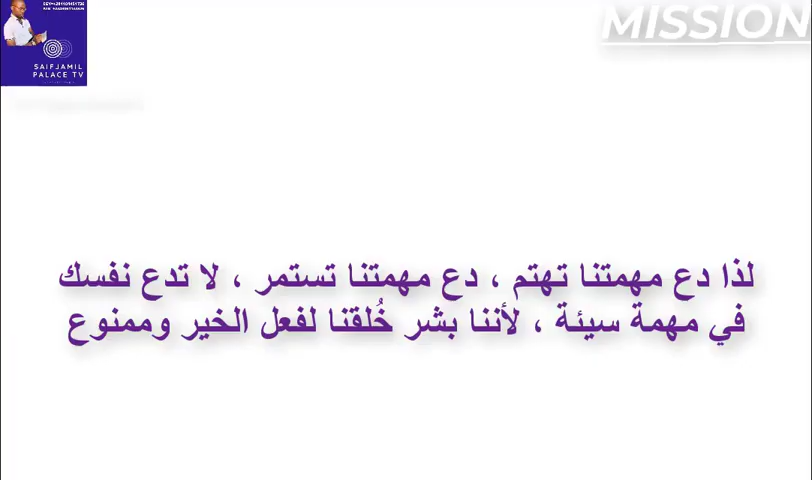 SAIFJAMIL
PALACE TV
MISSION
لذا دع مهمتنا تهتم ، دع مهمتنا تستمر ، لا تدع نفسك
في مهمة سيئة ، لأننا بشر خُلقنا لفعل الخير وممنوع